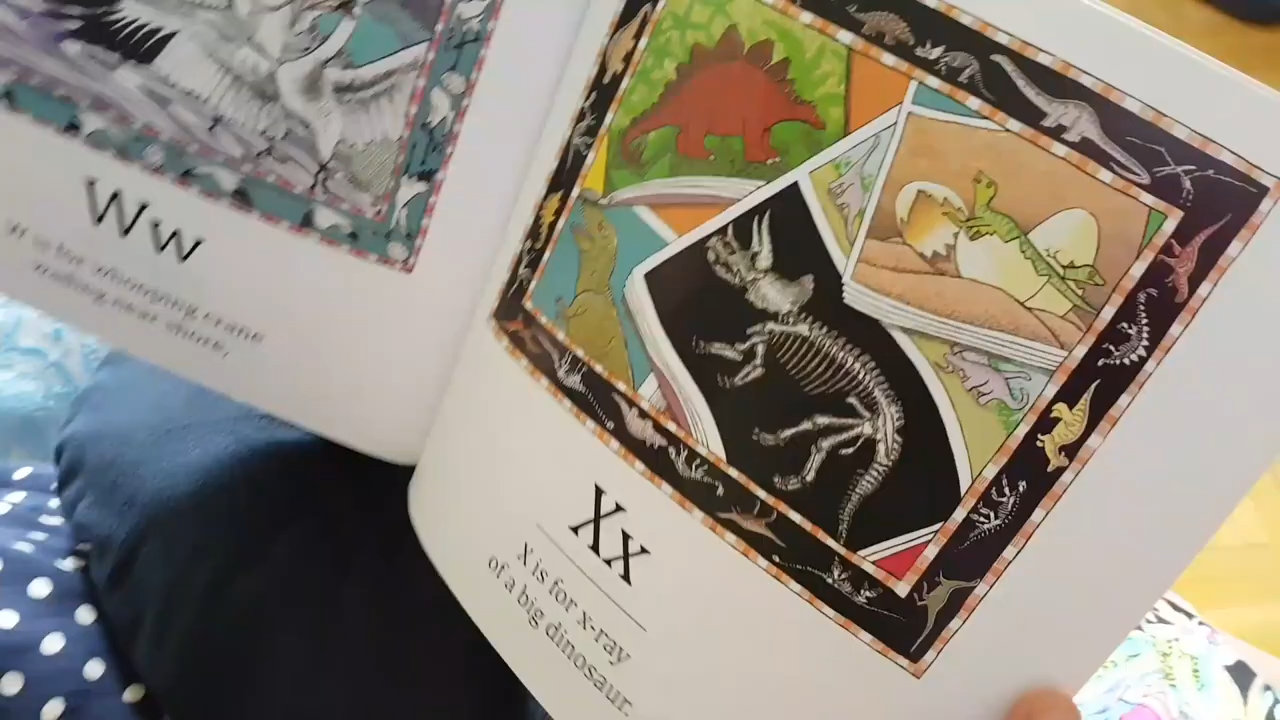 Ww
W is for whooping crane
wading near shore,
Xx
X is for x-ray
of a big dinosaur.